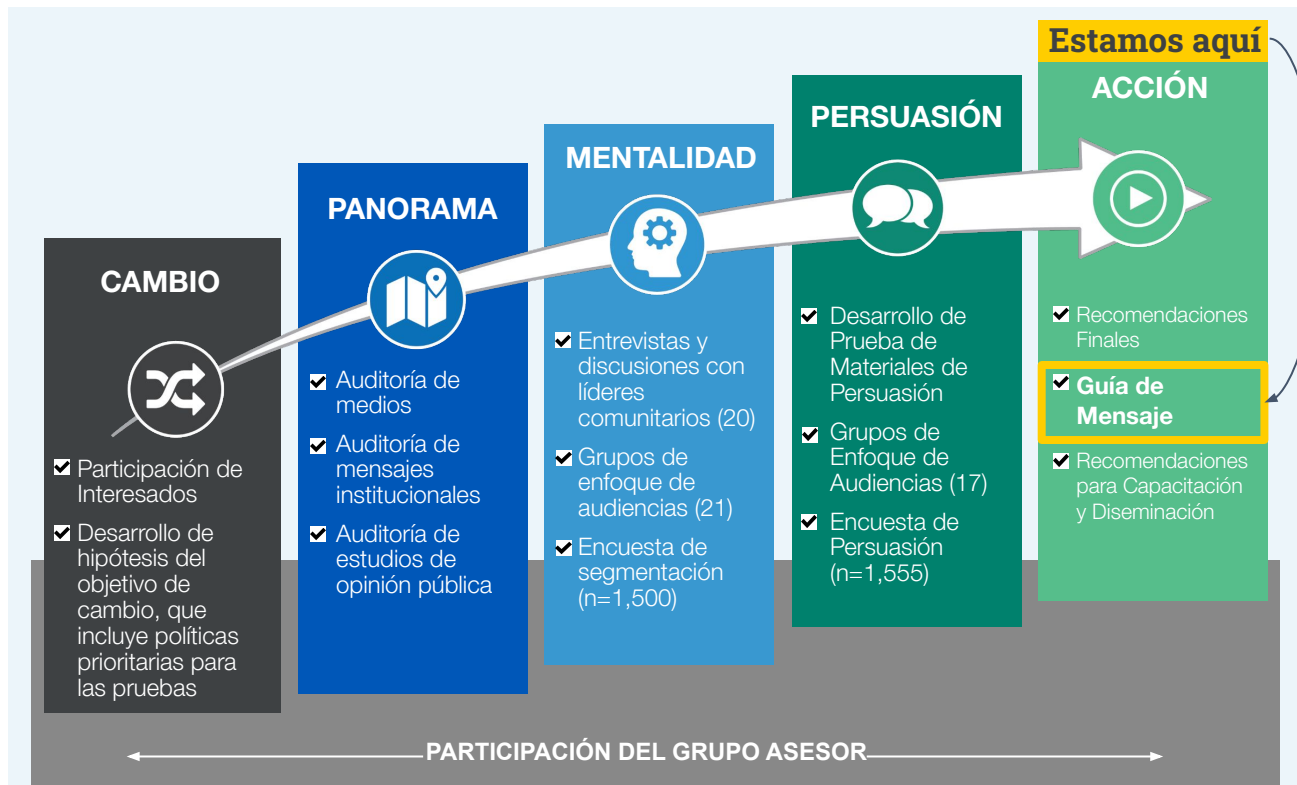 Estamos aquí
CAMBIO
Participación de
Interesados
Desarrollo de
hipótesis del
objetivo de
cambio, que
incluye políticas
prioritarias para
las pruebas
PANORAMA
Auditoría de
medios
Auditoría de
mensajes
institucionales
Auditoría de
estudios de
opinión pública
MENTALIDAD
Entrevistas y
discusiones con
líderes
comunitarios (20)
Grupos de
enfoque de
audiencias (21)
Encuesta de
segmentación
(n=1,500)
PERSUASIÓN
Desarrollo de
Prueba de
Materiales de
Persuasión
Grupos de
Enfoque de
Audiencias (17)
Encuesta de
Persuasión
(n=1,555)
ACCIÓN
Recomendaciones
Finales
Guía de
Mensaje
Recomendaciones
para Capacitación
y Diseminación
PARTICIPACIÓN DEL GRUPO ASESOR